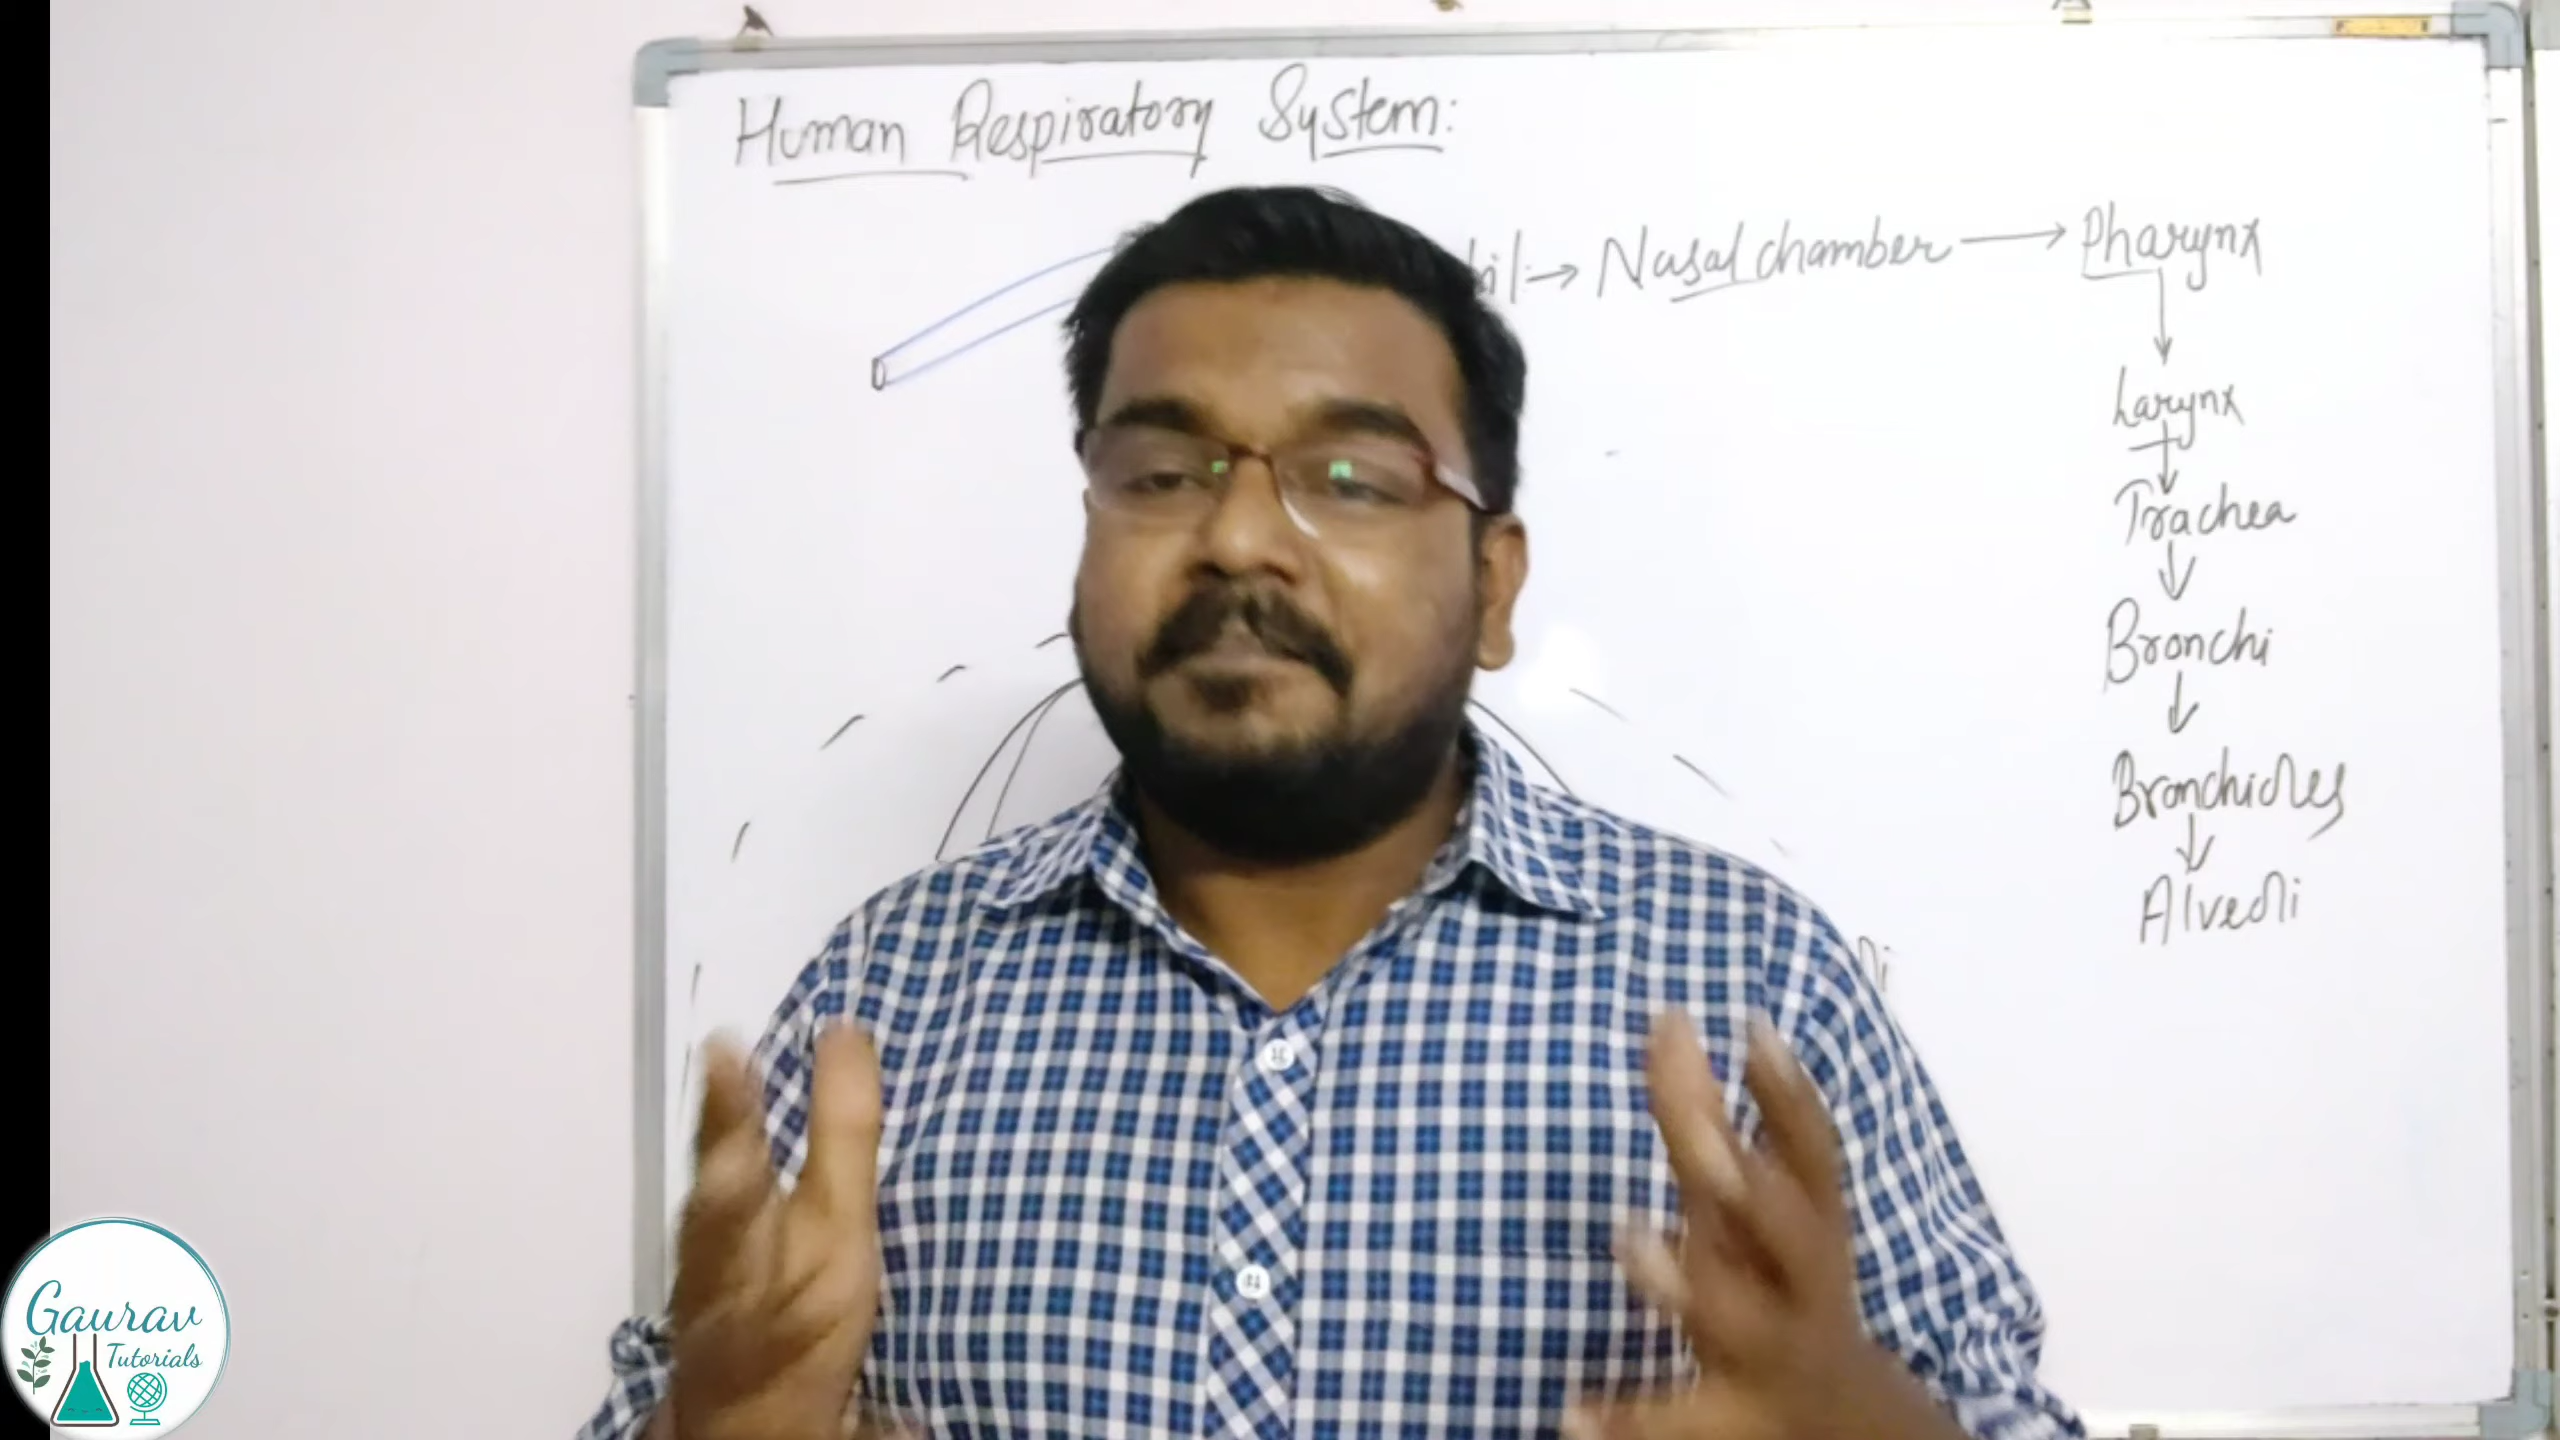 Human Respiratory System:
→ Nasal chamber → Pharynx
↓
Larynx
↓
Trachea
↓
Bronchi
↓
Bronchioles
↓
Alveoli
Gaurav
Tutorials